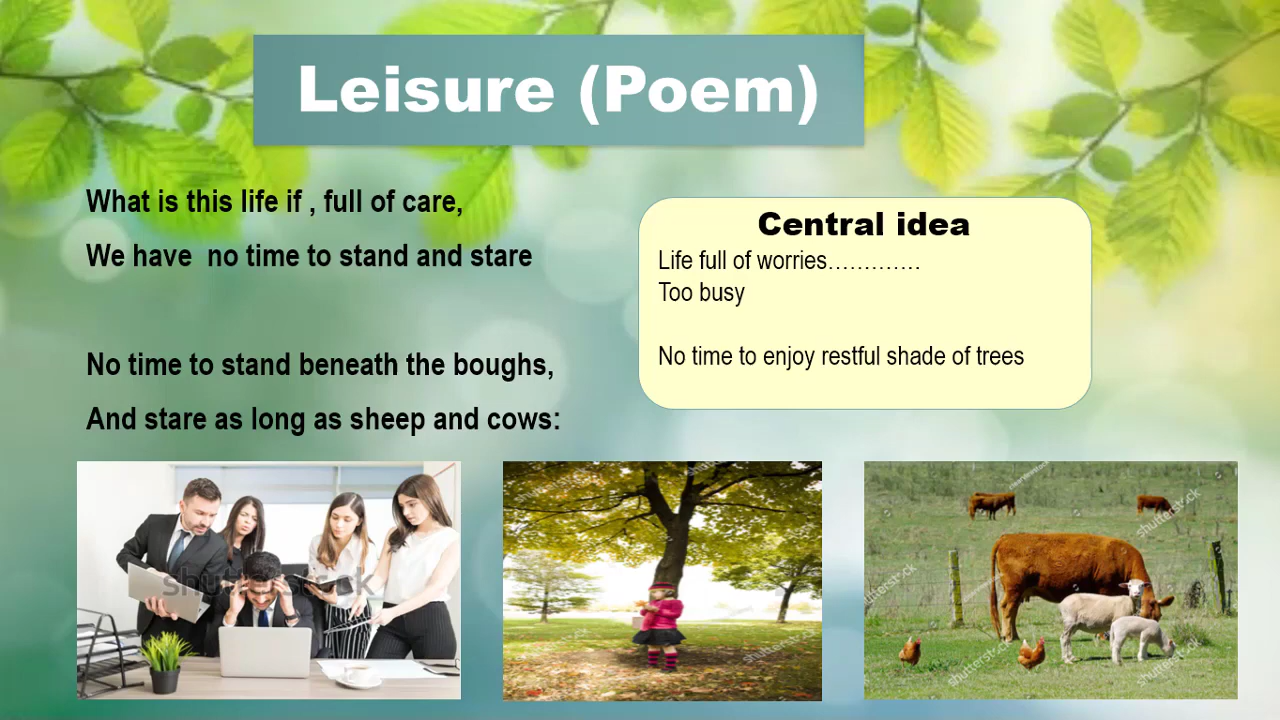 Leisure (Poem)
What is this life if , full of care,
We have  no time to stand and stare
No time to stand beneath the boughs,
And stare as long as sheep and cows:
Central idea
Life full of worries………….
Too busy
No time to enjoy restful shade of trees
shutterstock